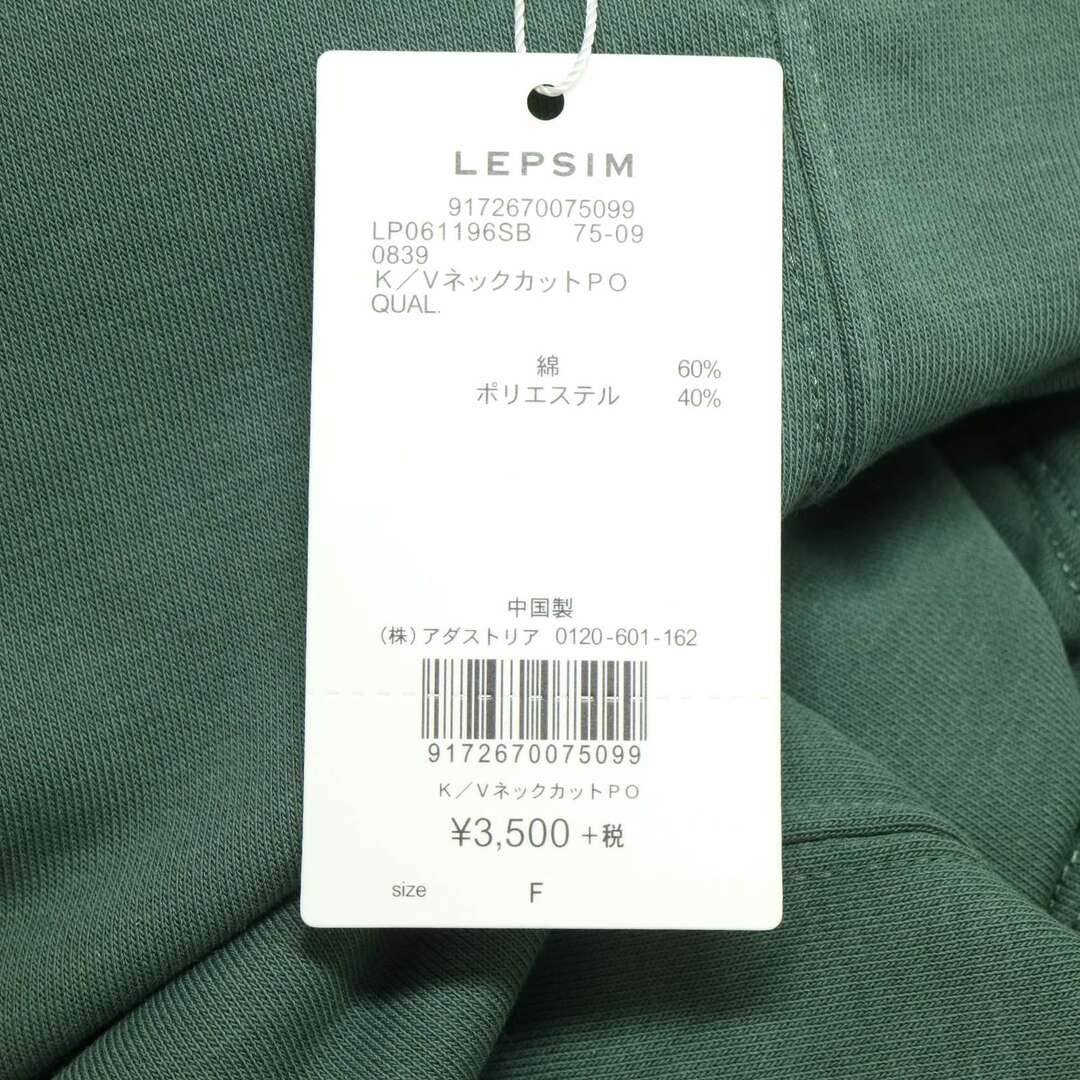 LEPSIM
9172670075099
LP061196SB 75-09
0839
K/VネックカットPO
QUAL.
綿 60%
ポリエステル 40%
中国製
(株)アダストリア 0120-601-162
9172670075099
K/VネックカットPO
¥3,500 +税
size F